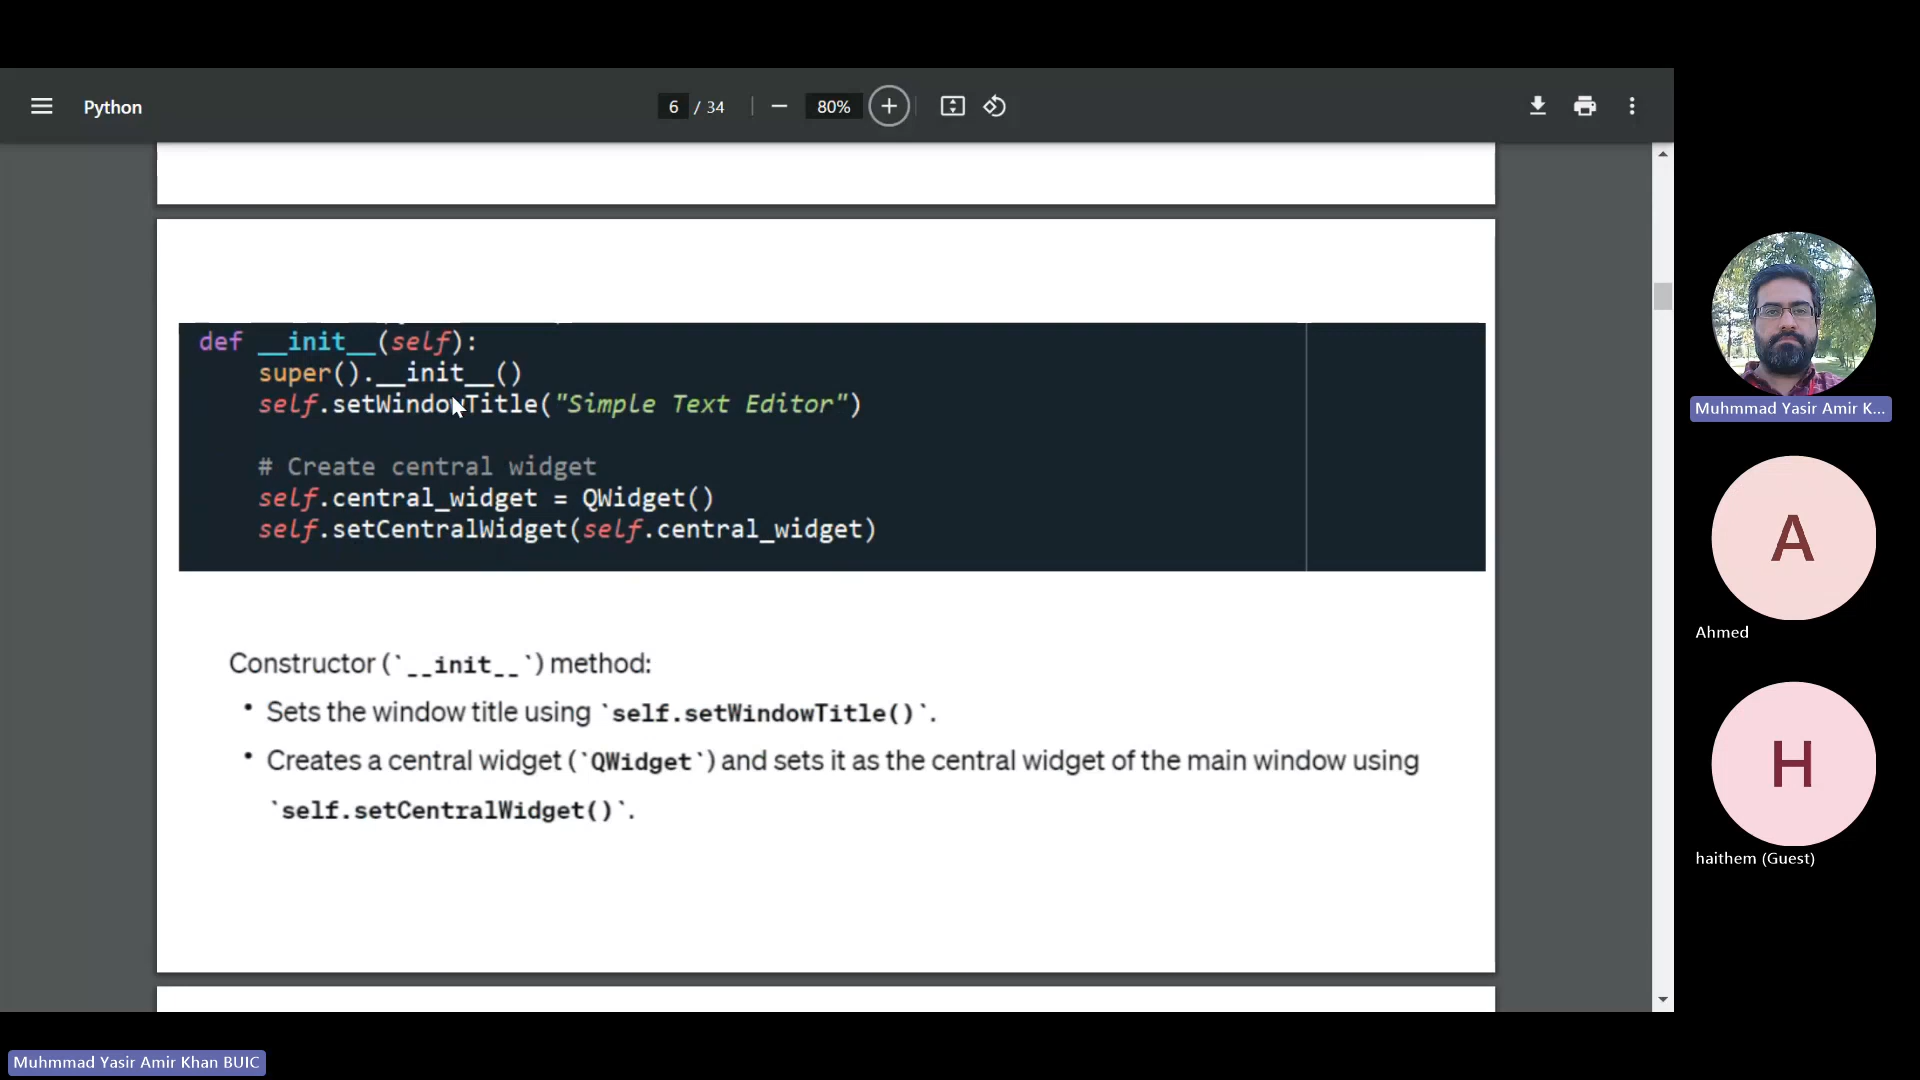 Python
6 / 34
80%
def __init__(self):
super().__init__()
self.setWindowTitle("Simple Text Editor")
# Create central widget
self.central_widget = QWidget()
self.setCentralWidget(self.central_widget)
Constructor (`__init__`) method:
• Sets the window title using `self.setWindowTitle()`.
• Creates a central widget (`QWidget`) and sets it as the central widget of the main window using
`self.setCentralWidget()`.
Muhmmad Yasir Amir K...
A
Ahmed
H
haithem (Guest)
Muhmmad Yasir Amir Khan BUIC